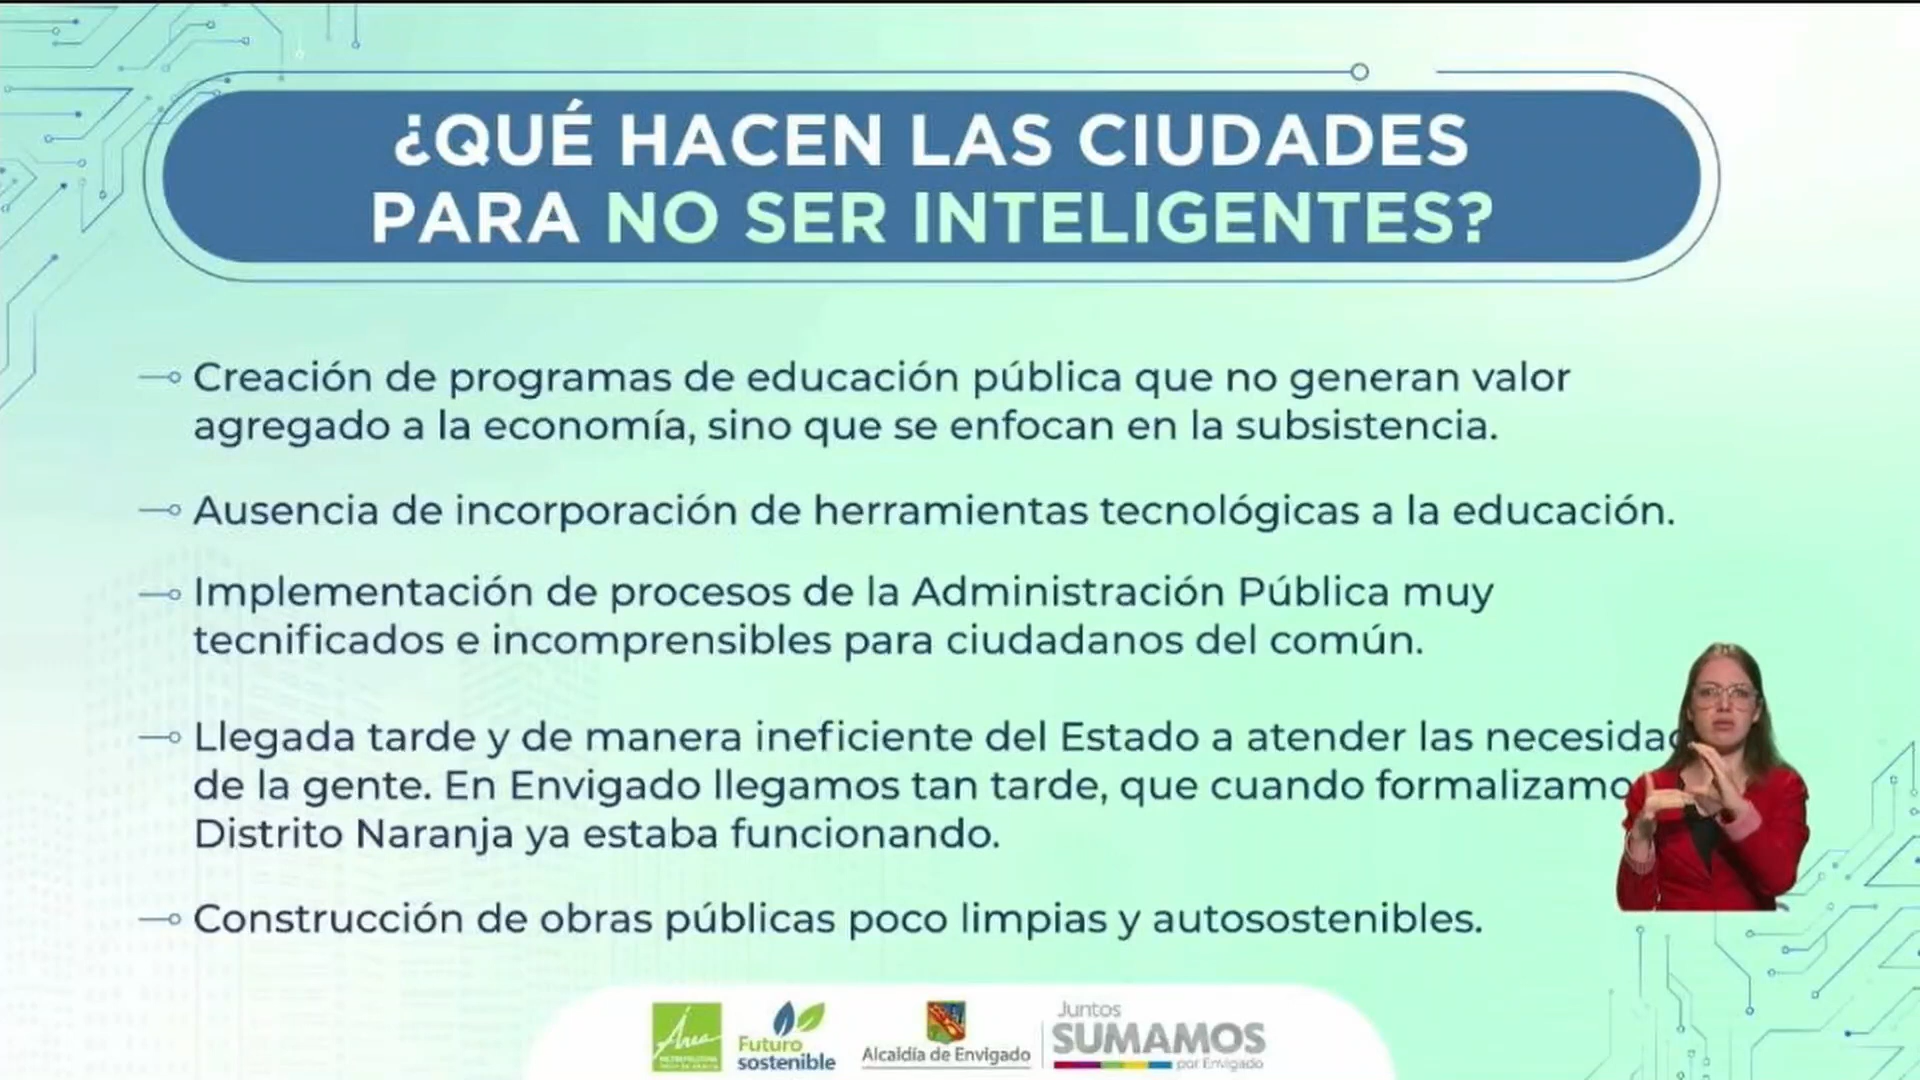 ¿QUÉ HACEN LAS CIUDADES
PARA NO SER INTELIGENTES?
Creación de programas de educación pública que no generan valor
agregado a la economía, sino que se enfocan en la subsistencia.
Ausencia de incorporación de herramientas tecnológicas a la educación.
Implementación de procesos de la Administración Pública muy
tecnificados e incomprensibles para ciudadanos del común.
Llegada tarde y de manera ineficiente del Estado a atender las
de la gente. En Envigado llegamos tan tarde, que cuando
Distrito Naranja ya estaba funcionando.
Construcción de obras públicas poco limpias y autosostenibles.
Área
Futuro
sostenible
Alcaldía de Envigado
Juntos
SUMAMOS
por Envigado